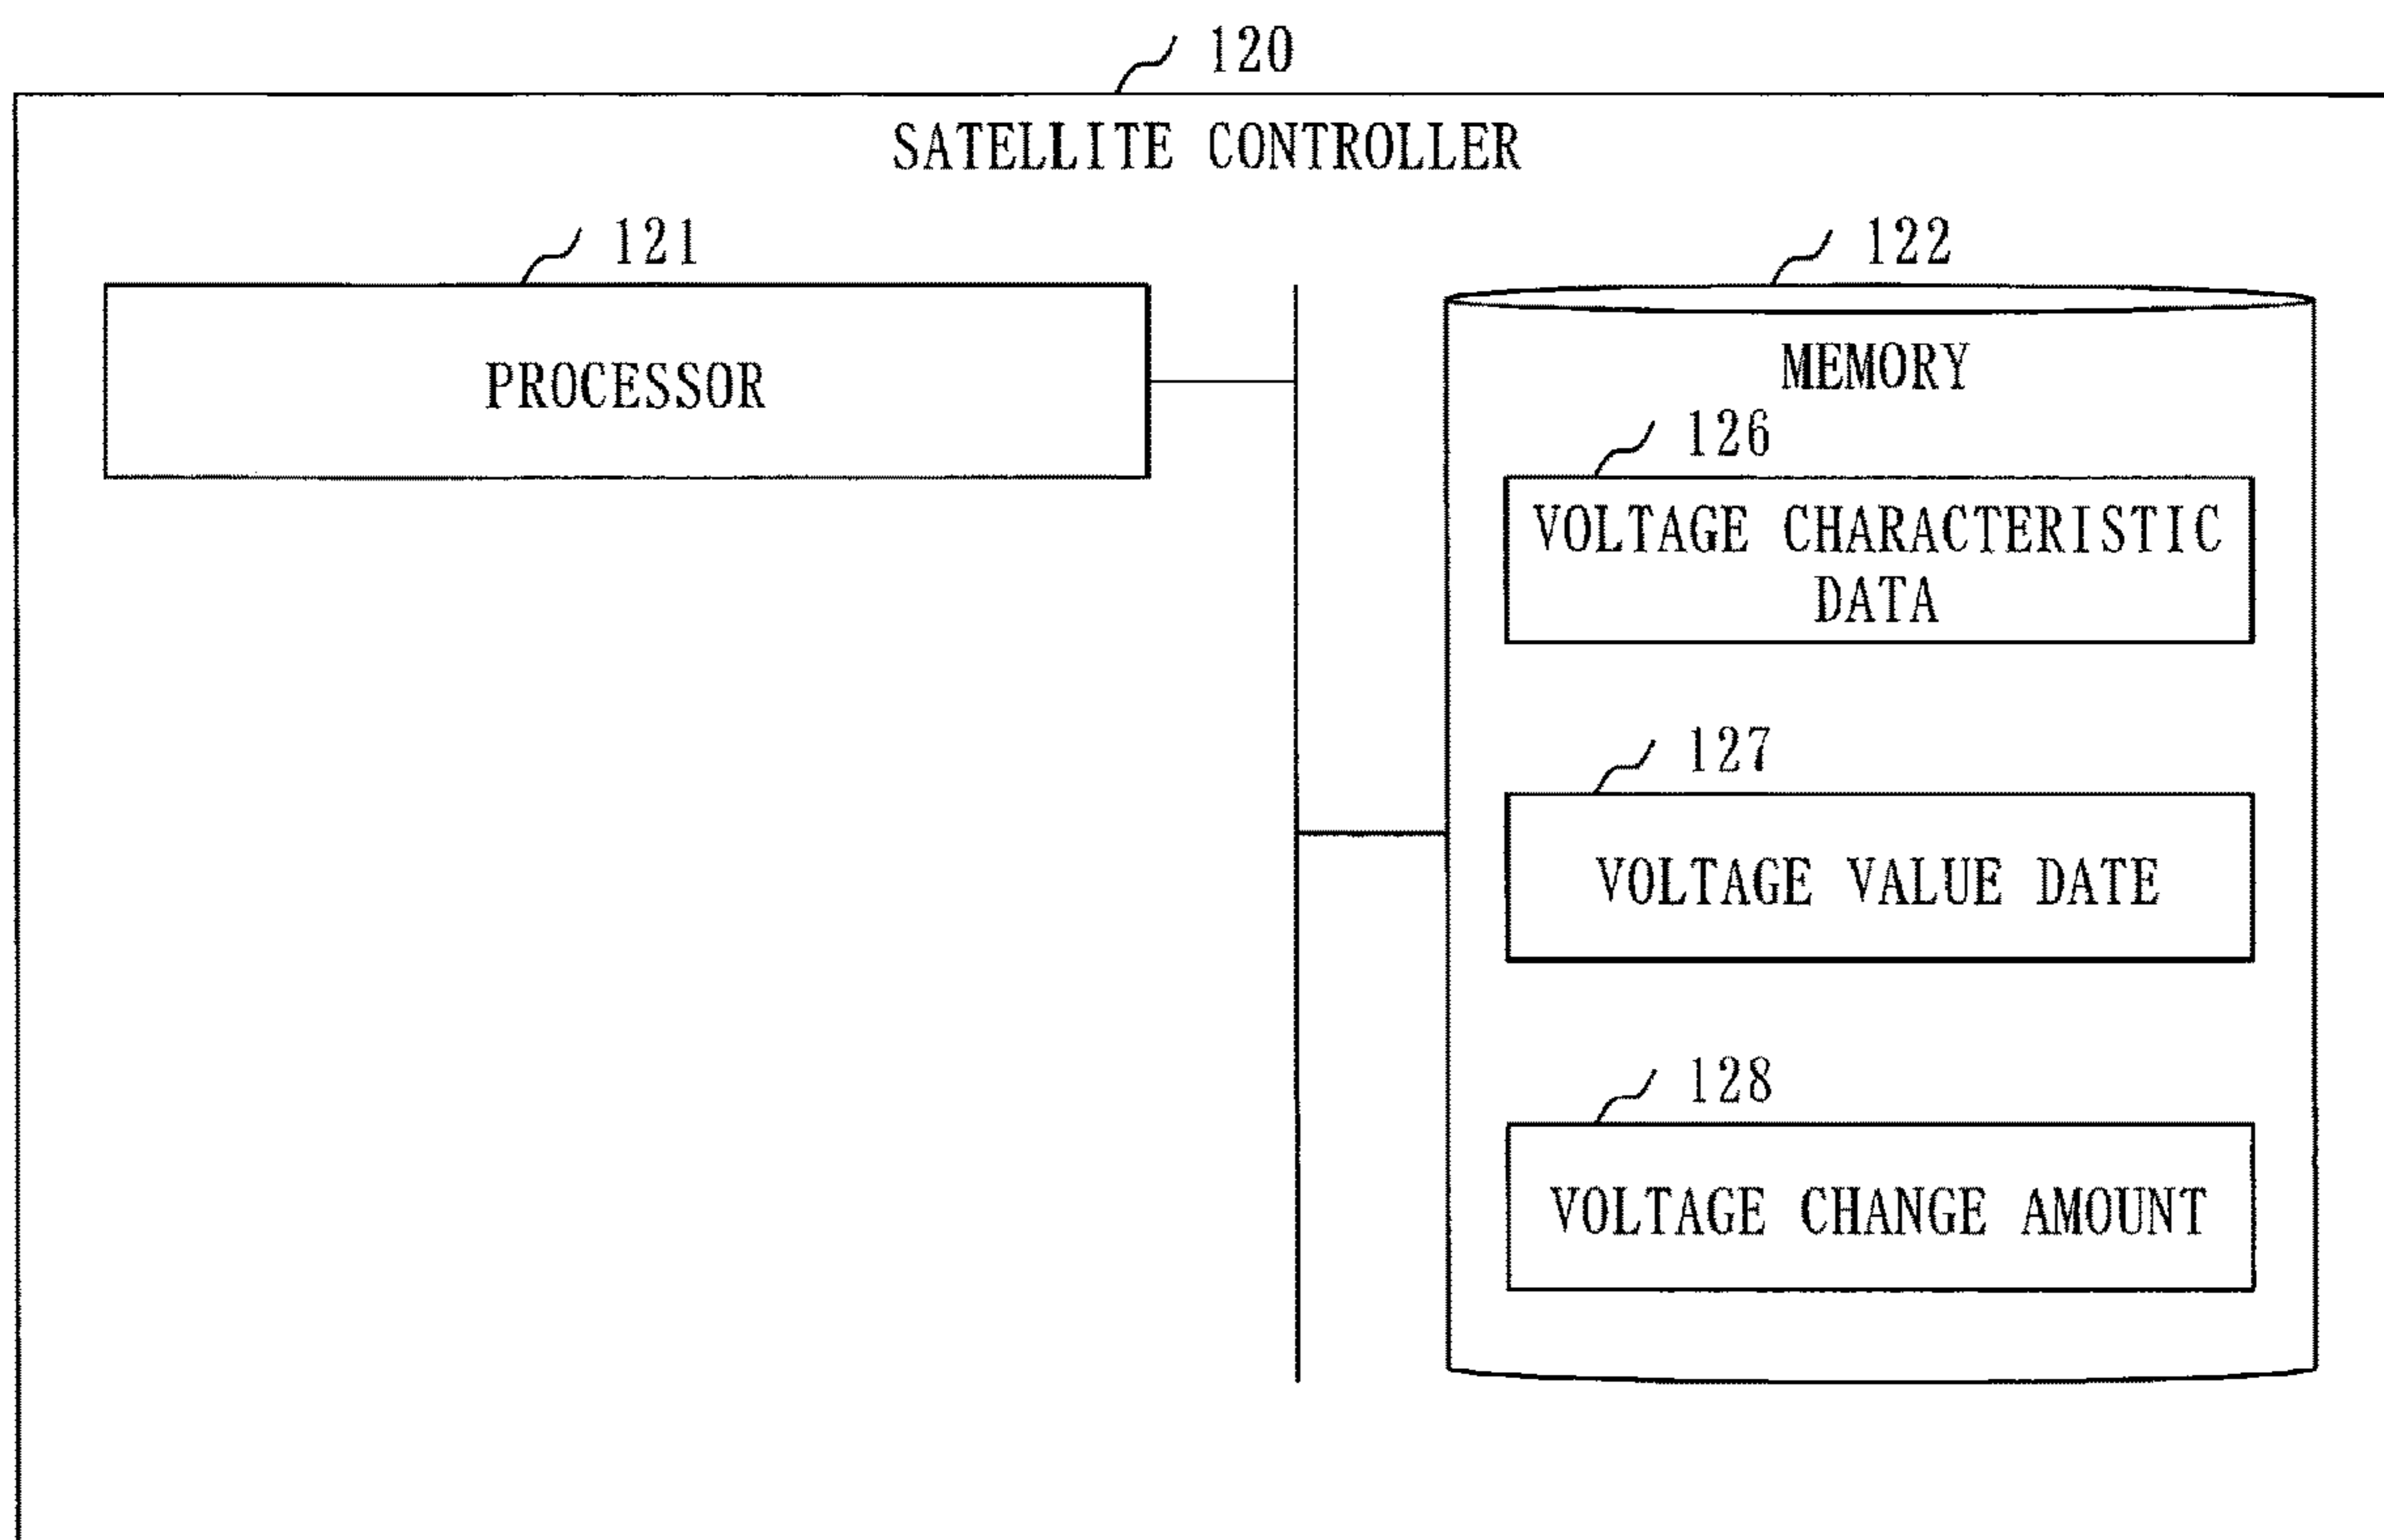 120
SATELLITE CONTROLLER
121
PROCESSOR
122
MEMORY
126
VOLTAGE CHARACTERISTIC
DATA
127
VOLTAGE VALUE DATE
128
VOLTAGE CHANGE AMOUNT